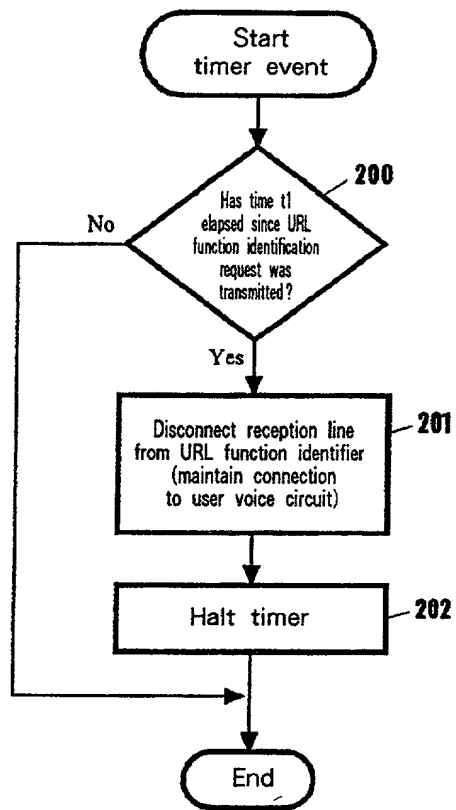 Start
timer event
200
Has time t1
elapsed since URL
function identification
request was
transmitted?
No
Yes
201
Disconnect reception line
from URL function identifier
(maintain connection
to user voice circuit)
202
Halt timer
End